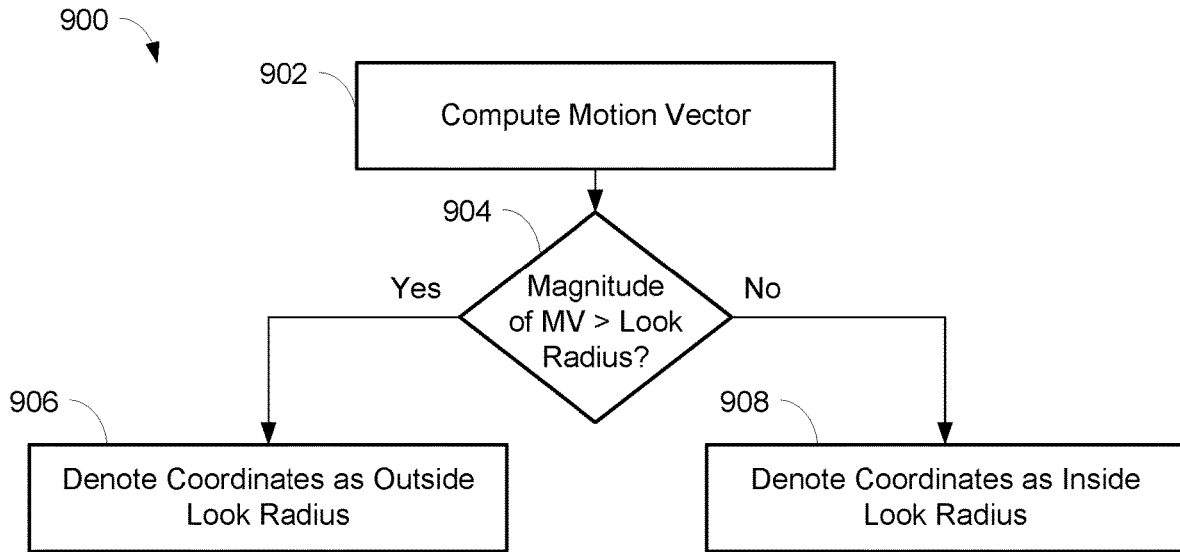 900
902
Compute Motion Vector
904
Yes
Magnitude
of MV > Look
Radius?
No
906
Denote Coordinates as Outside
Look Radius
908
Denote Coordinates as Inside
Look Radius